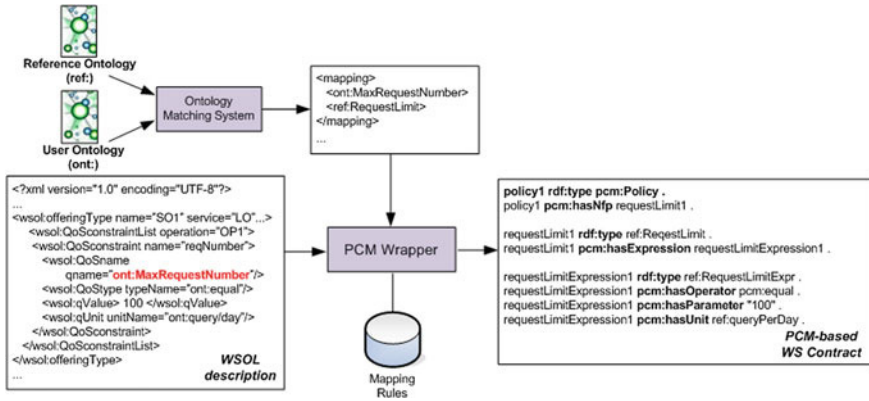 Reference Ontology
(ref:)
User Ontology
(ont:)
Ontology
Matching System
<mapping>
<ont:MaxRequestNumber>
<ref:RequestLimit>
</mapping>
...
<?xml version="1.0" encoding="UTF-8"?>
...
<wsol:offeringType name="SO1" service="LO"...>
<wsol:QoSconstraintList operation="OP1">
<wsol:QoSconstraint name="reqNumber">
<wsol:QoSname
qname="ont:MaxRequestNumber"/>
<wsol:QoStype typeName="ont:equal"/>
<wsol:qValue> 100 </wsol:qValue>
<wsol:qUnit unitName="ont:query/day"/>
</wsol:QoSconstraint>
</wsol:QoSconstraintList>
</wsol:offeringType>
...
WSOL
description
PCM Wrapper
Mapping
Rules
policy1 rdf:type pcm:Policy .
policy1 pcm:hasNfp requestLimit1 .
requestLimit1 rdf:type ref:ReqestLimit .
requestLimit1 pcm:hasExpression requestLimitExpression1 .
requestLimitExpression1 rdf:type ref:RequestLimitExpr .
requestLimitExpression1 pcm:hasOperator pcm:equal .
requestLimitExpression1 pcm:hasParameter "100" .
requestLimitExpression1 pcm:hasUnit ref:queryPerDay .
PCM-based
WS Contract